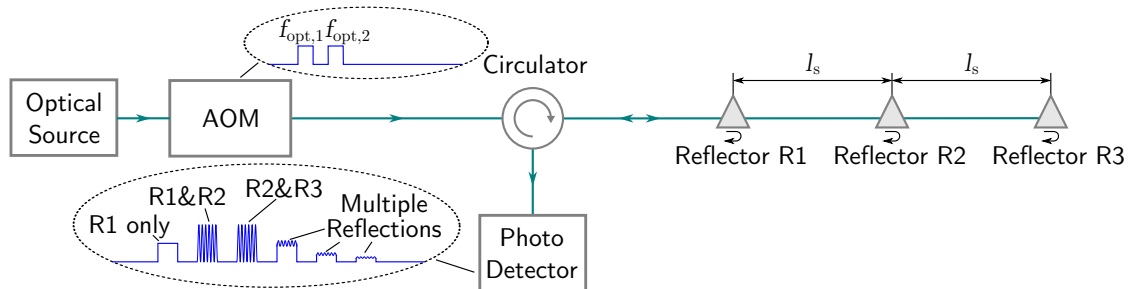 f_opt,1 f_opt,2
Circulator
l_s
l_s
Optical
Source
AOM
Reflector R1
Reflector R2
Reflector R3
R1&R2
R2&R3
R1 only
Multiple
Reflections
Photo
Detector